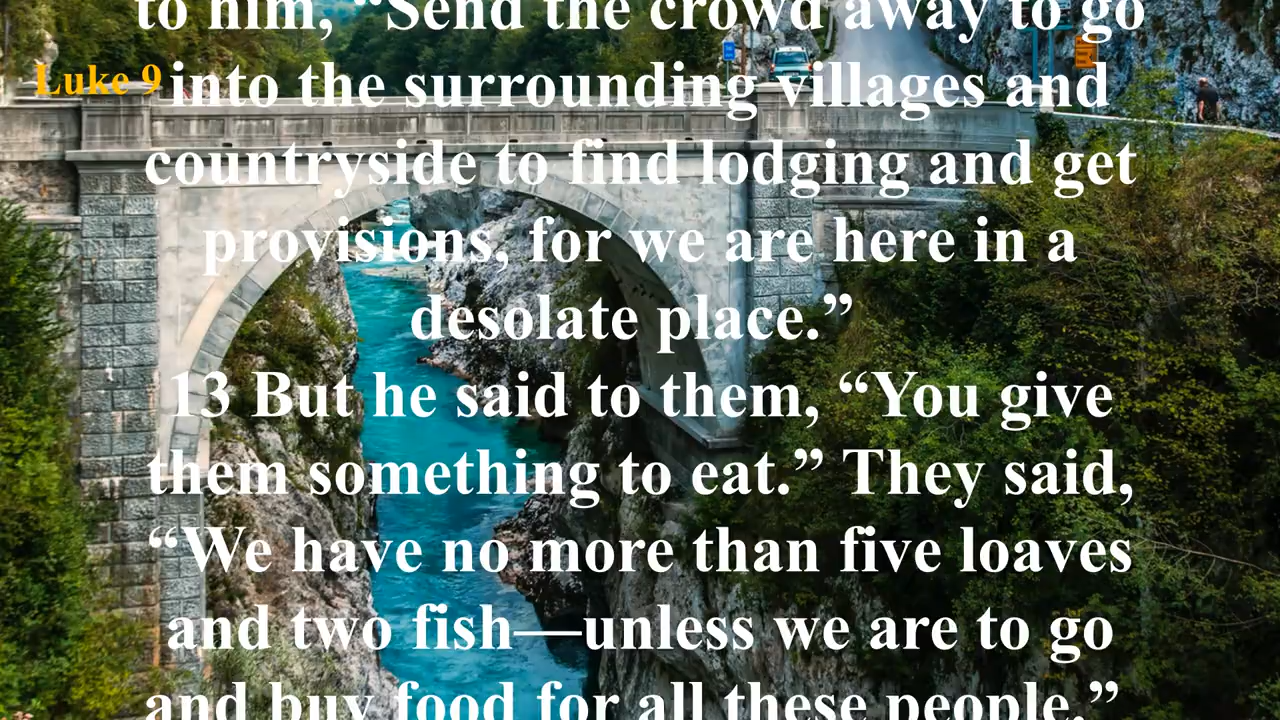 to him, “Send the crowd away to go
Luke 9
into the surrounding villages and
countryside to find lodging and get
provisions, for we are here in a
desolate place.”
13 But he said to them, “You give
them something to eat.” They said,
“We have no more than five loaves
and two fish—unless we are to go
and buy food for all these people.”